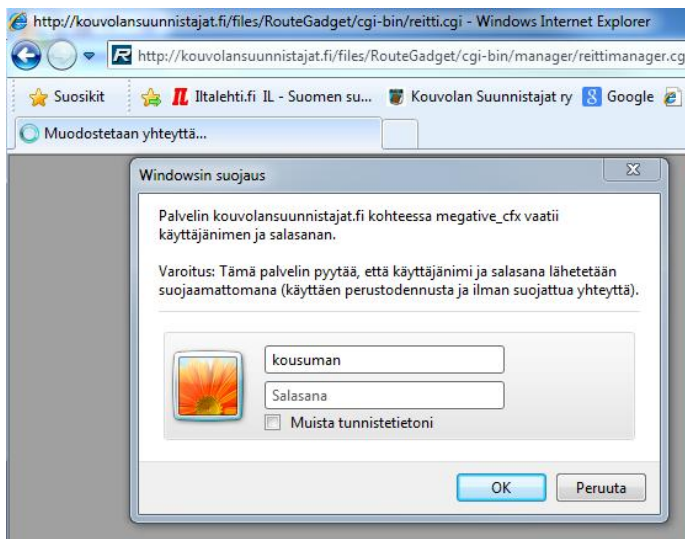 http://kouvolansuunnistajat.fi/files/RouteGadget/cgi-bin/reitti.cgi - Windows Internet Explorer
http://kouvolansuunnistajat.fi/files/RouteGadget/cgi-bin/manager/reittimanager.cg
Suosikit IL Iltalehti.fi IL - Suomen su... Kouvolan Suunnistajat ry 8 Google
Muodostetaan yhteyttä...
Windowsin suojaus
Palvelin kouvolansuunnistajat.fi kohteessa megative_cfx vaatii
käyttäjänimen ja salasanan.
Varoitus: Tämä palvelin pyytää, että käyttäjänimi ja salasana lähetetään
suojaamattomana (käyttäen perustodennusta ja ilman suojattua yhteyttä).
kousuman
Salasana
Muista tunnistetietoni
OK Peruuta